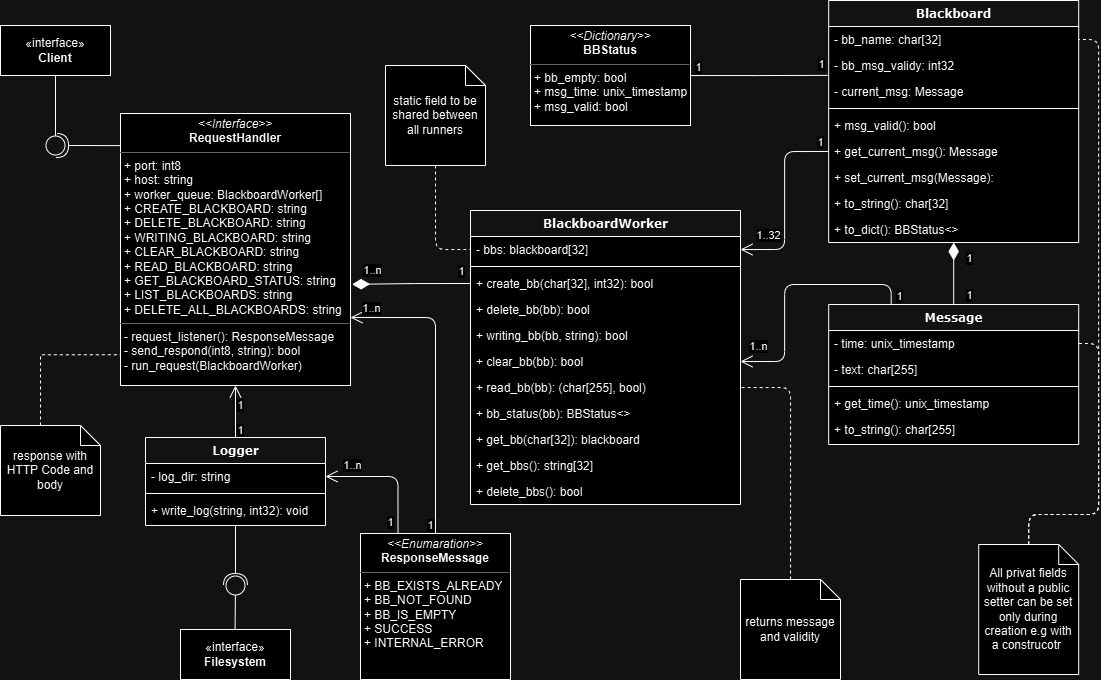 «interface»
Client
<<Interface>>
RequestHandler
+ port: int8
+ host: string
+ worker_queue: BlackboardWorker[]
+ CREATE_BLACKBOARD: string
+ DELETE_BLACKBOARD: string
+ WRITING_BLACKBOARD: string
+ CLEAR_BLACKBOARD: string
+ READ_BLACKBOARD: string
+ GET_BLACKBOARD_STATUS: string
+ LIST_BLACKBOARDS: string
+ DELETE_ALL_BLACKBOARDS: string
- request_listener(): ResponseMessage
- send_respond(int8, string): bool
- run_request(BlackboardWorker)
response with
HTTP Code and
body
1
1
Logger
- log_dir: string
+ write_log(string, int32): void
«interface»
Filesystem
1..n
1
1..n
1..n
1
1
<<Enumaration>>
ResponseMessage
+ BB_EXISTS_ALREADY
+ BB_NOT_FOUND
+ BB_IS_EMPTY
+ SUCCESS
+ INTERNAL_ERROR
static field to be
shared between
all runners
<<Dictionary>>
BBStatus
+ bb_empty: bool
+ msg_time: unix_timestamp
+ msg_valid: bool
1
1
BlackboardWorker
- bbs: blackboard[32]
+ create_bb(char[32], int32): bool
+ delete_bb(bb): bool
+ writing_bb(bb, string): bool
+ clear_bb(bb): bool
+ read_bb(bb): (char[255], bool)
+ bb_status(bb): BBStatus<>
+ get_bb(char[32]): blackboard
+ get_bbs(): string[32]
+ delete_bbs(): bool
returns message
and validity
1
1..32
1
1..n
Blackboard
- bb_name: char[32]
- bb_msg_validy: int32
- current_msg: Message
+ msg_valid(): bool
+ get_current_msg(): Message
+ set_current_msg(Message):
+ to_string(): char[32]
+ to_dict(): BBStatus<>
1
1
Message
- time: unix_timestamp
- text: char[255]
+ get_time(): unix_timestamp
+ to_string(): char[255]
All privat fields
without a public
setter can be set
only during
creation e.g with
a construcotr